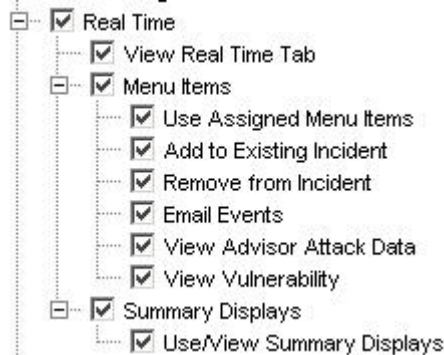 Real Time
View Real Time Tab
Menu Items
Use Assigned Menu Items
Add to Existing Incident
Remove from Incident
Email Events
View Advisor Attack Data
View Vulnerability
Summary Displays
Use/View Summary Displays